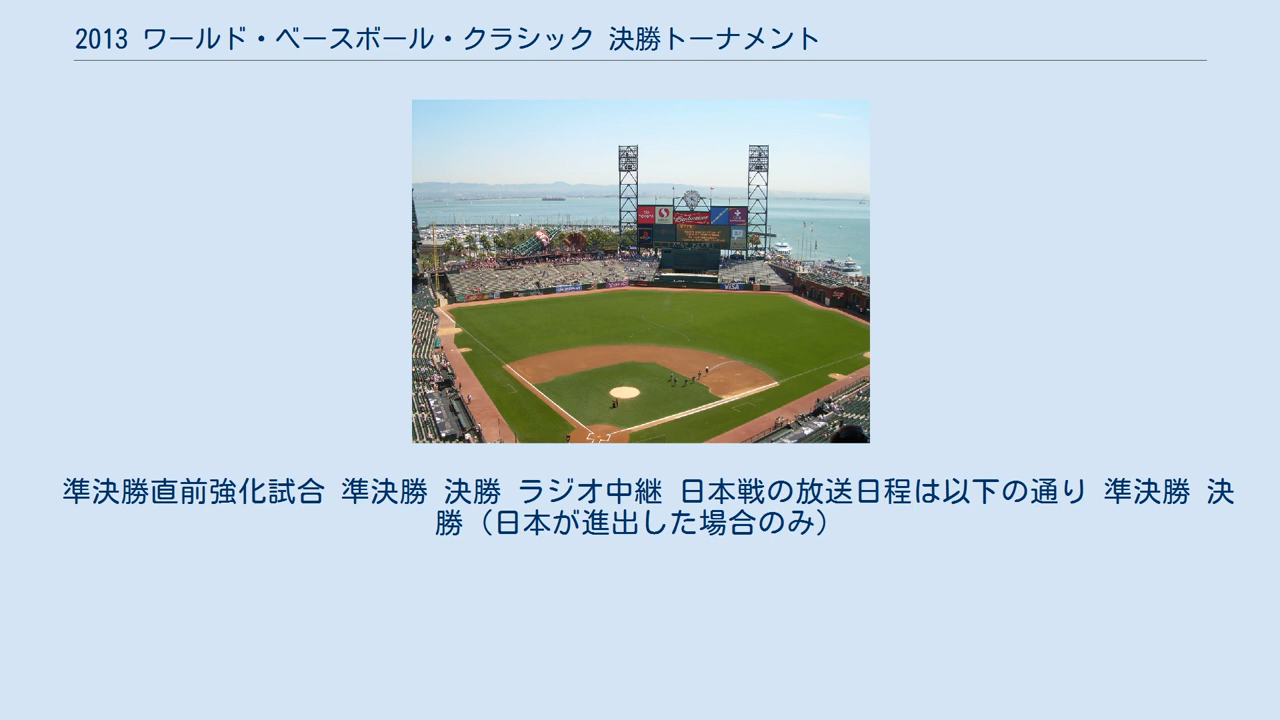 2013 ワールド・ベースボール・クラシック 決勝トーナメント
Budweiser
VISA
準決勝直前強化試合 準決勝 決勝 ラジオ中継 日本戦の放送日程は以下の通り 準決勝 決
勝（日本が進出した場合のみ）